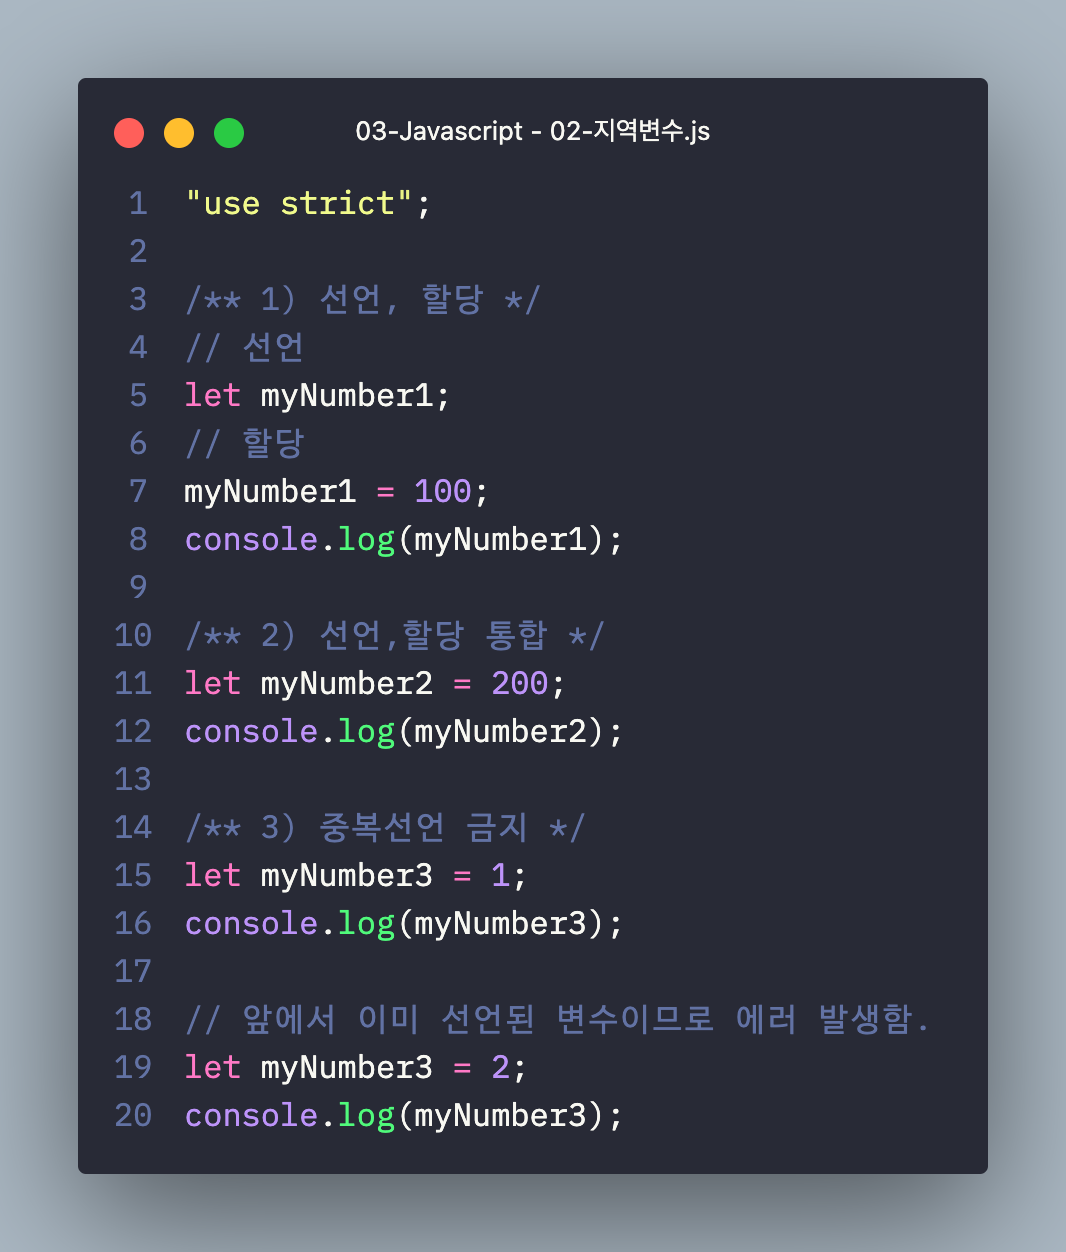 03-Javascript - 02-지역변수.js
1 "use strict";
2
3 /** 1) 선언, 할당 */
4 // 선언
5 let myNumber1;
6 // 할당
7 myNumber1 = 100;
8 console.log(myNumber1);
9
10 /** 2) 선언,할당 통합 */
11 let myNumber2 = 200;
12 console.log(myNumber2);
13
14 /** 3) 중복선언 금지 */
15 let myNumber3 = 1;
16 console.log(myNumber3);
17
18 // 앞에서 이미 선언된 변수이므로 에러 발생함.
19 let myNumber3 = 2;
20 console.log(myNumber3);